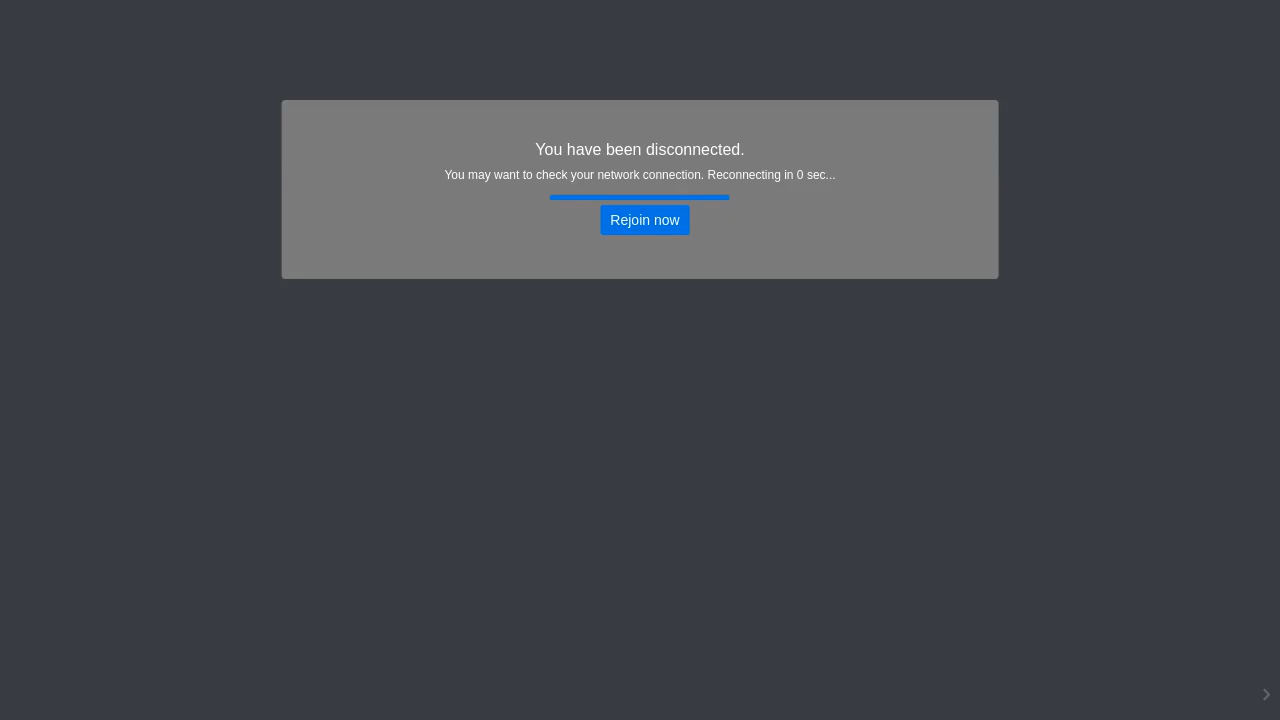 You have been disconnected.
You may want to check your network connection. Reconnecting in 0 sec...
Rejoin now